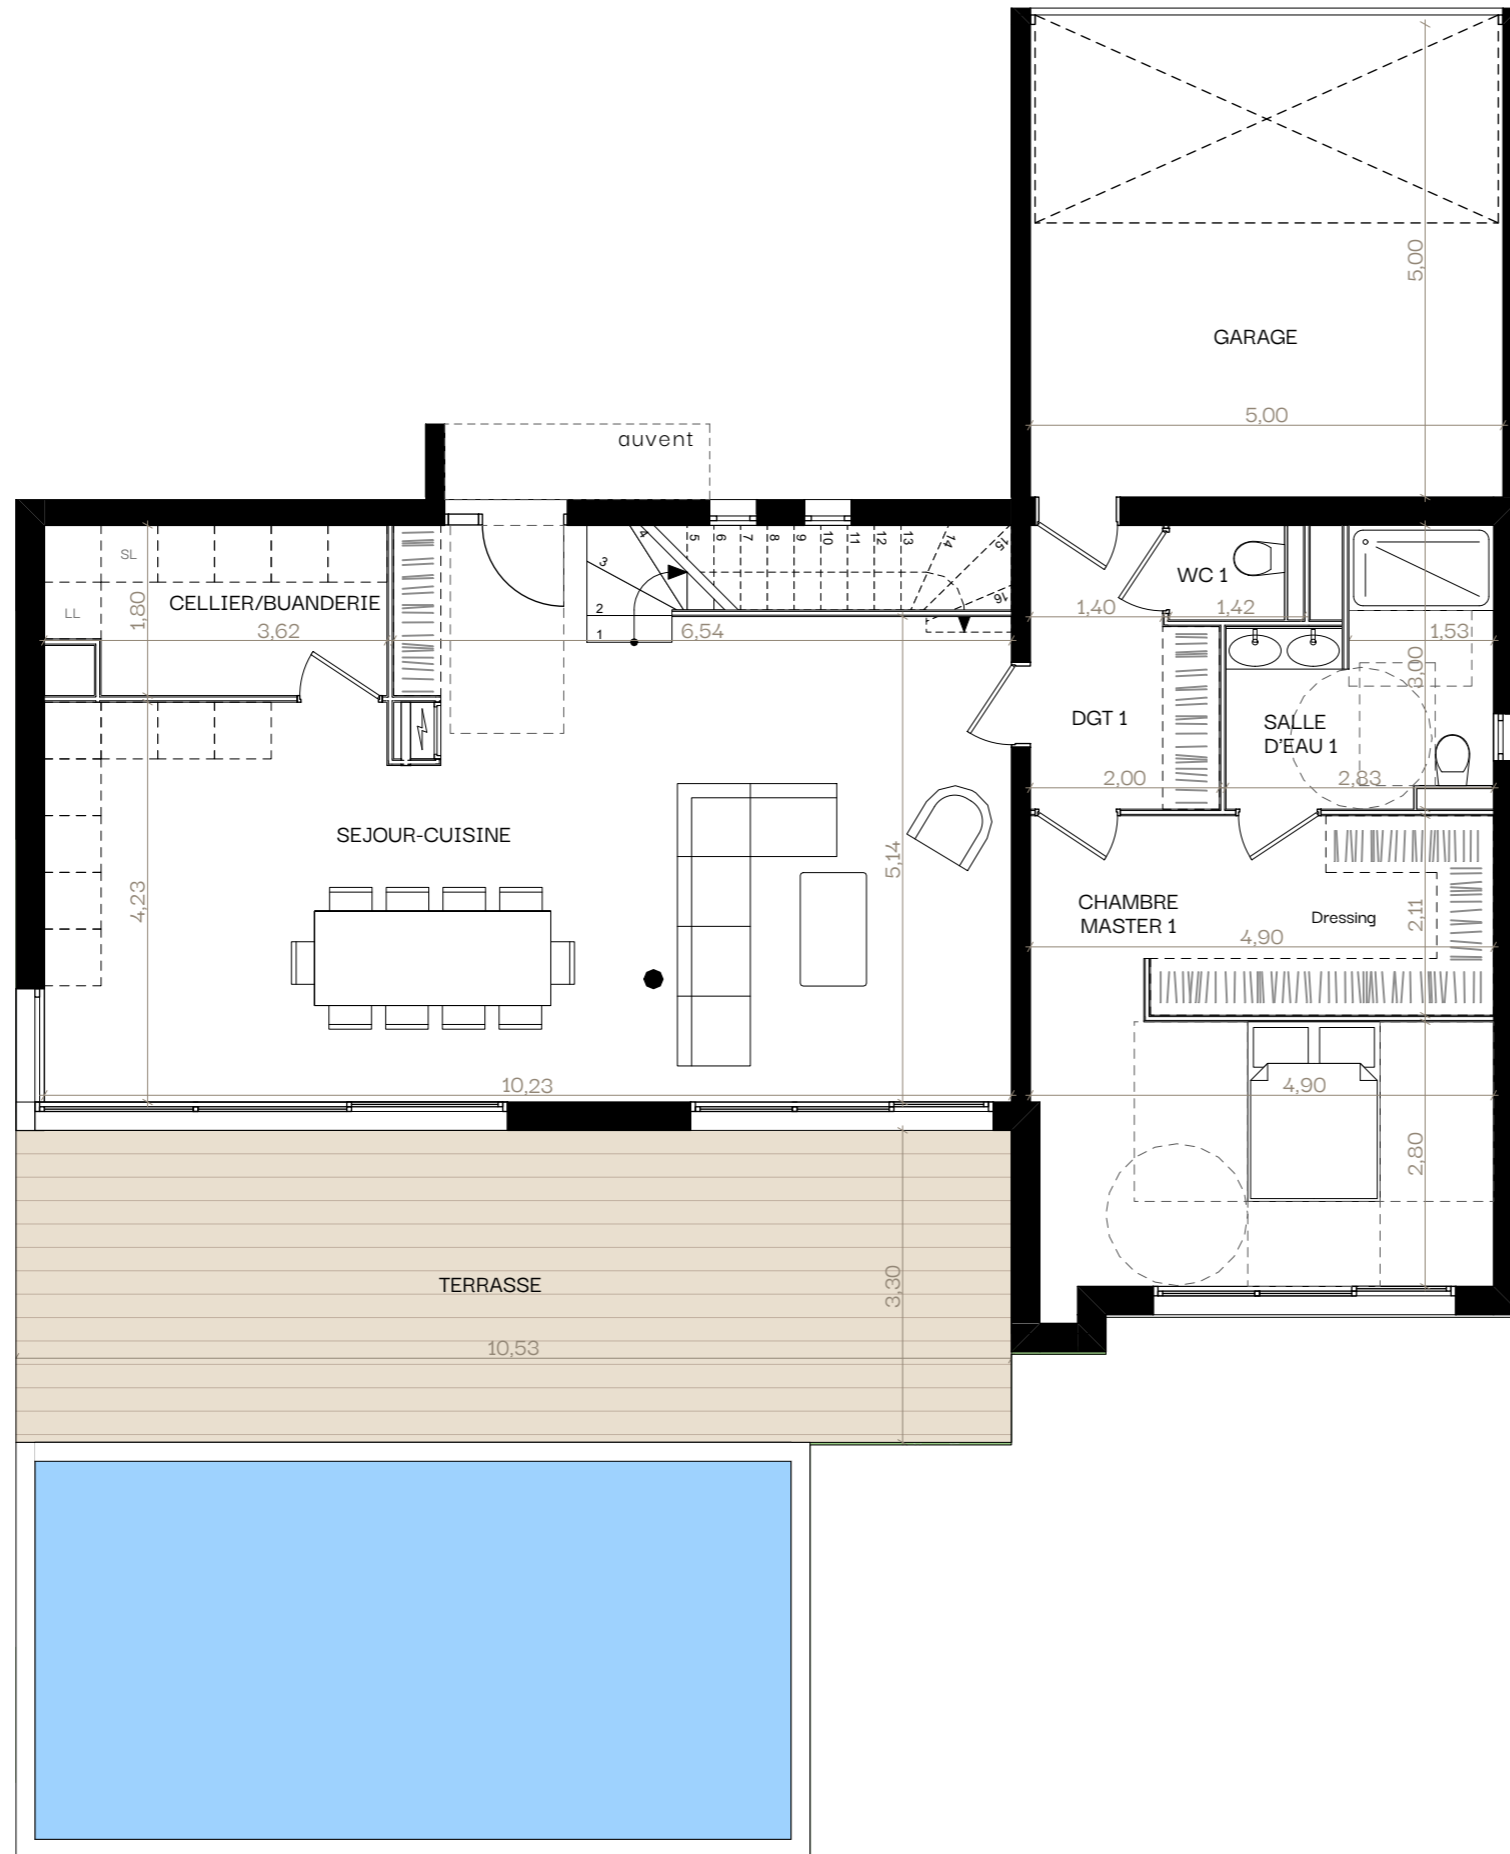 5,00
GARAGE
5,00
auvent
SL
LL
CELLIER/BUANDERIE
1,80
3,62
1
2
3
4
5
6
7
8
9
10
11
12
13
14
15
16
6,54
WC 1
1,40
1,42
1,53
3,00
DGT 1
SALLE
D'EAU 1
2,00
2,83
SEJOUR-CUISINE
4,23
5,14
CHAMBRE
MASTER 1
Dressing
2,11
4,90
10,23
4,90
2,80
TERRASSE
3,30
10,53